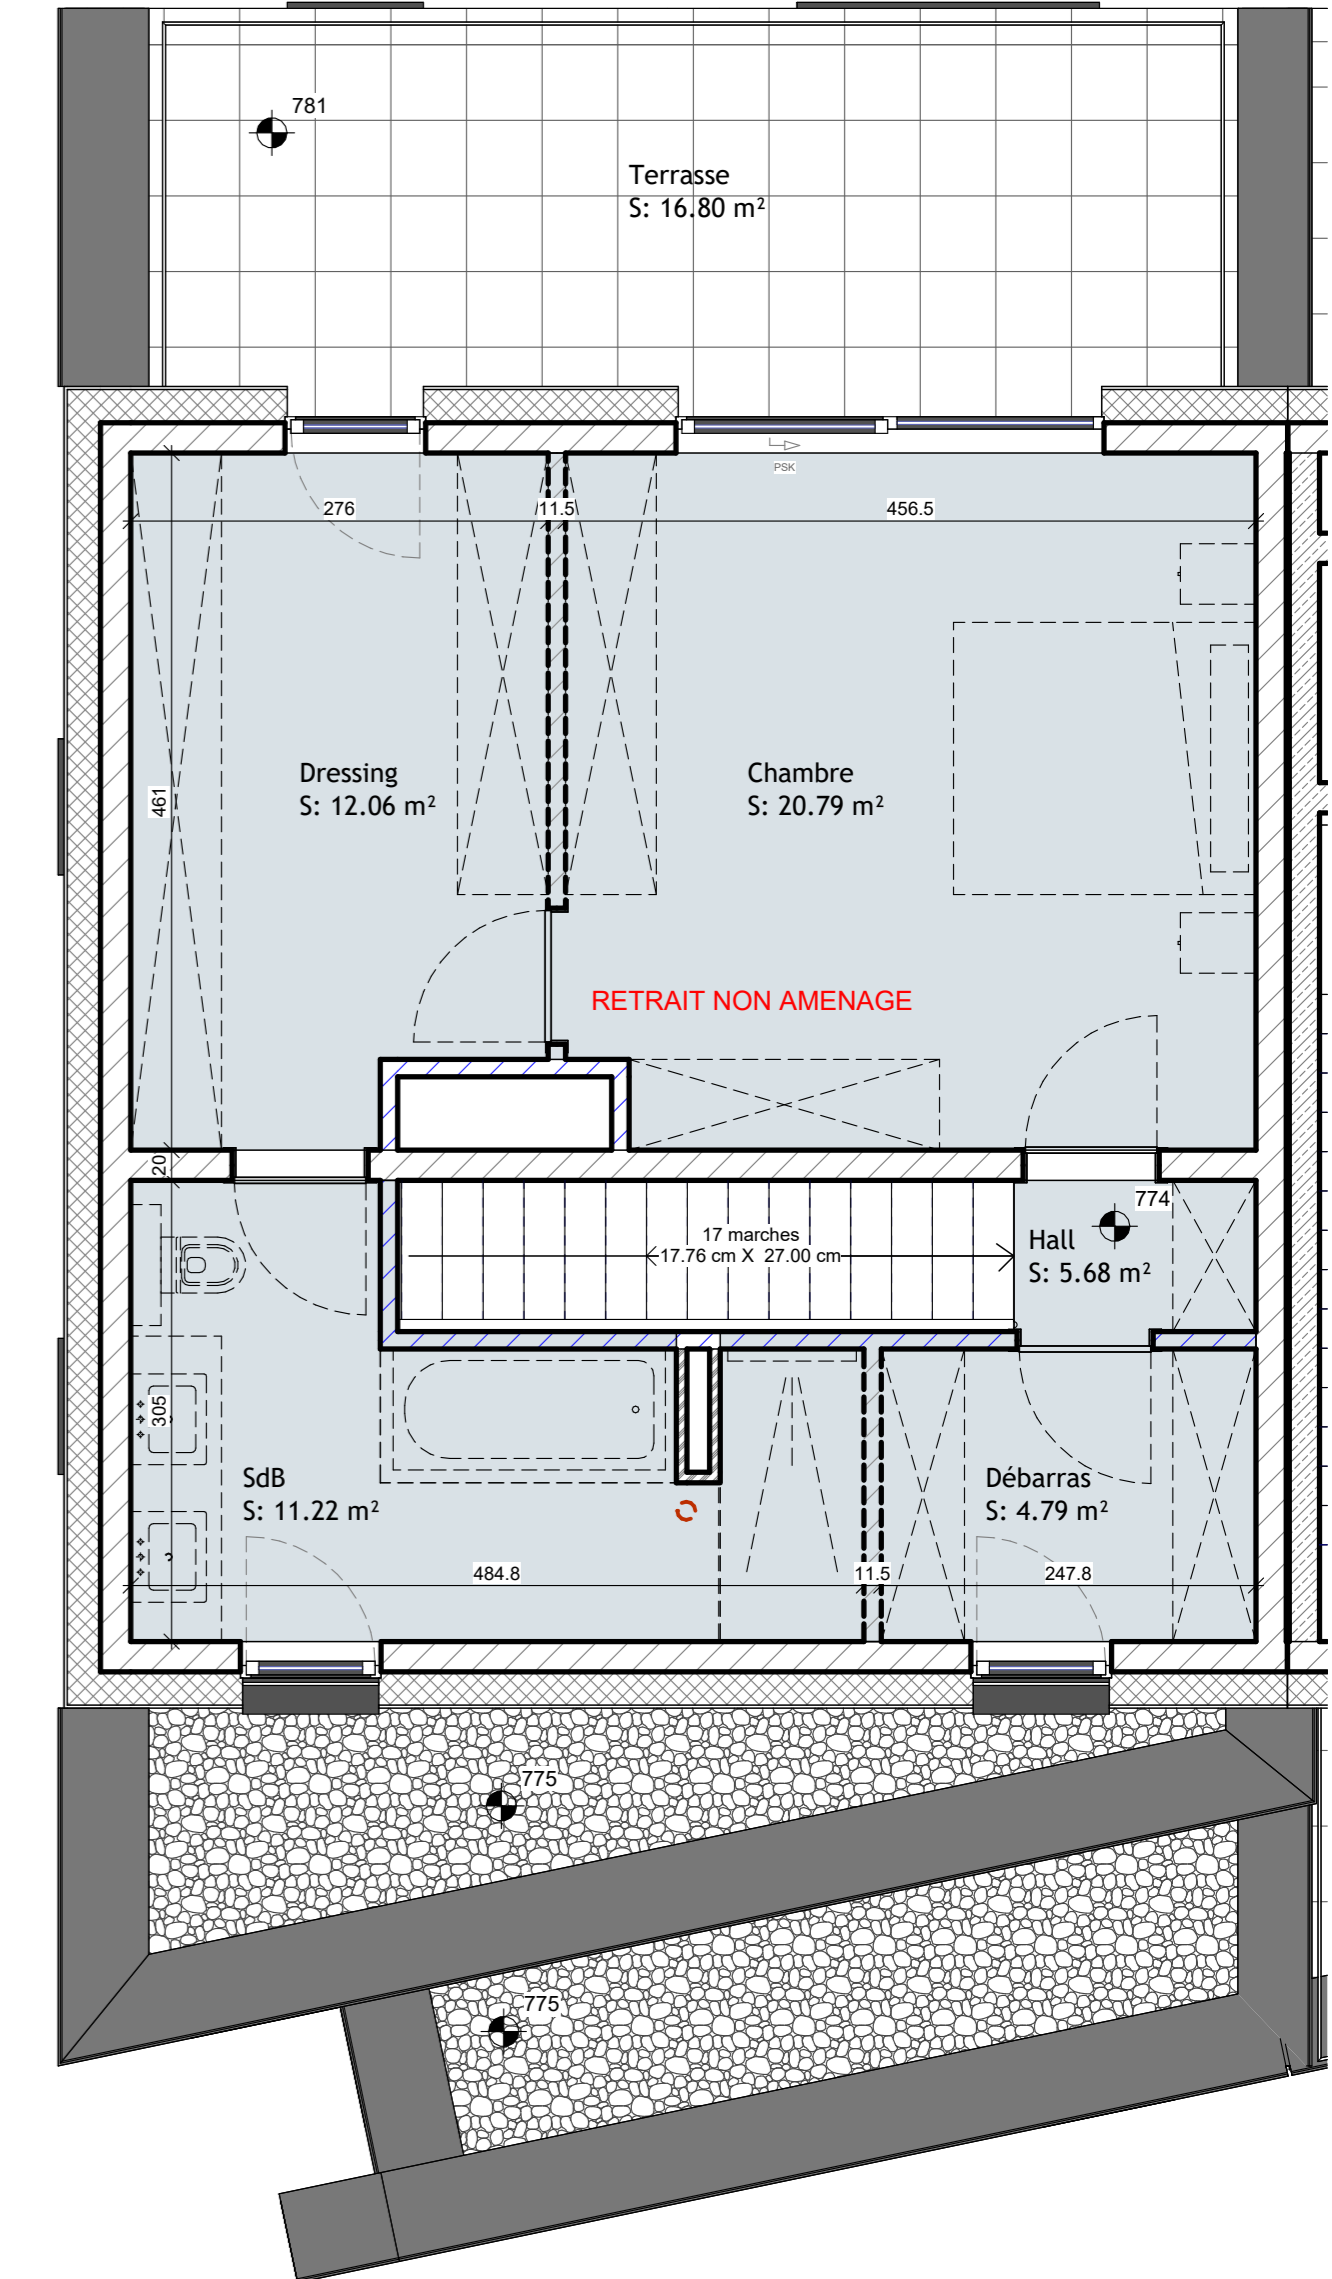 781
Terrasse
S: 16.80 m²
PSK
276
11.5
456.5
Dressing
S: 12.06 m²
Chambre
S: 20.79 m²
461
RETRAIT NON AMENAGE
20
774
17 marches
17.76 cm X 27.00 cm
Hall
S: 5.68 m²
305
SdB
S: 11.22 m²
Débarras
S: 4.79 m²
484.8
11.5
247.8
775
775